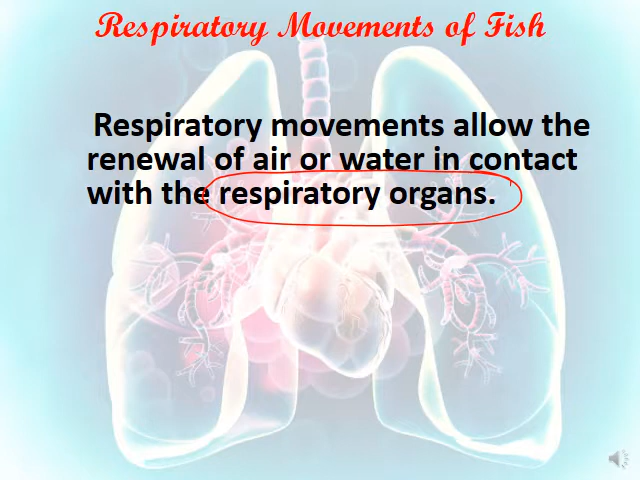 Respiratory Movements of Fish
Respiratory movements allow the
renewal of air or water in contact
with the respiratory organs.